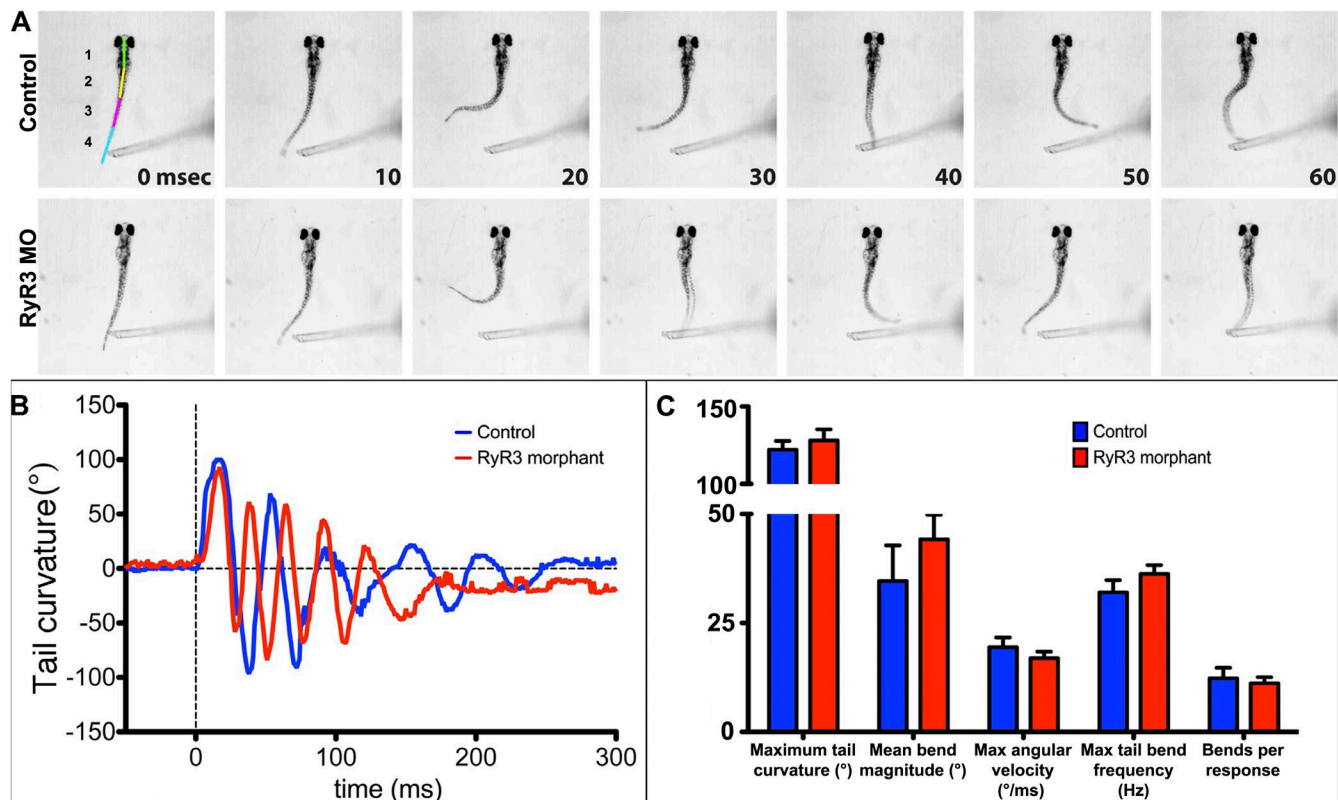 A
Control
1
2
3
4
0 msec
10
20
30
40
50
60
RyR3 MO
B
150
100
50
0
-50
-100
-150
Tail curvature(°)
Control
RyR3 morphant
0
100
200
300
time (ms)
C
150
100
50
25
0
Control
RyR3 morphant
Maximum tail
curvature (°)
Mean bend
magnitude (°)
Max angular
velocity
(°/ms)
Max tail bend
frequency
(Hz)
Bends per
response